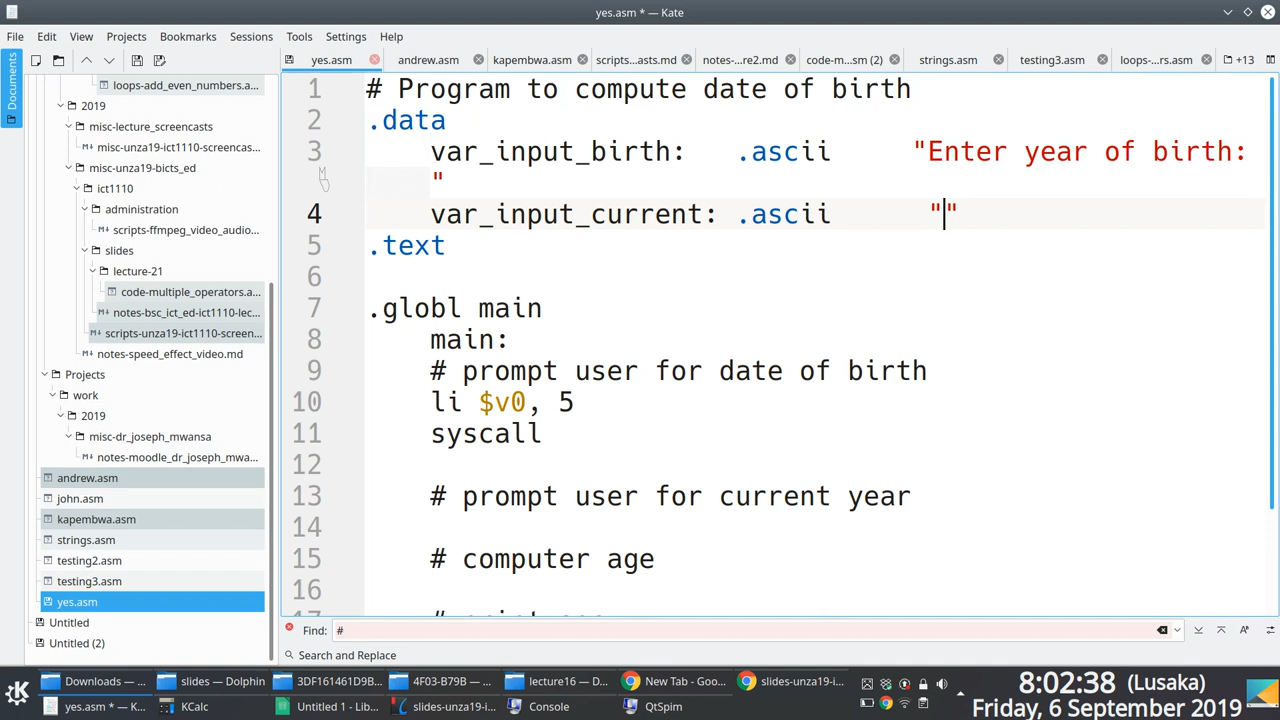 yes.asm * — Kate
File Edit View Projects Bookmarks Sessions Tools Settings Help
Documents
yes.asm andrew.asm kapembwa.asm scripts...asts.md notes-...re2.md code-m...sm (2) strings.asm testing3.asm loops-...rs.asm +13
loops-add_even_numbers.a...
2019
misc-lecture_screencasts
misc-unza19-ict1110-screencas...
misc-unza19-bicts_ed
ict1110
administration
scripts-ffmpeg_video_audio...
slides
lecture-21
code-multiple_operators.a...
notes-bsc_ict_ed-ict1110-lec...
scripts-unza19-ict1110-screen...
notes-speed_effect_video.md
Projects
work
2019
misc-dr_joseph_mwansa
notes-moodle_dr_joseph_mwa...
andrew.asm
john.asm
kapembwa.asm
strings.asm
testing2.asm
testing3.asm
yes.asm
Untitled
Untitled (2)
1 # Program to compute date of birth
2 .data
3 var_input_birth: .ascii "Enter year of birth:
"
4 var_input_current: .ascii ""
5 .text
6
7 .globl main
8 main:
9 # prompt user for date of birth
10 li $v0, 5
11 syscall
12
13 # prompt user for current year
14
15 # computer age
16
Find: #
Search and Replace
Downloads — ... slides — Dolphin 3DF161461D9B... 4F03-B79B — ... lecture16 — D... New Tab - Goo... slides-unza19-i...
yes.asm * — K... KCalc Untitled 1 - Lib... slides-unza19-i... Console QtSpim
8:02:38 (Lusaka)
Friday, 6 September 2019